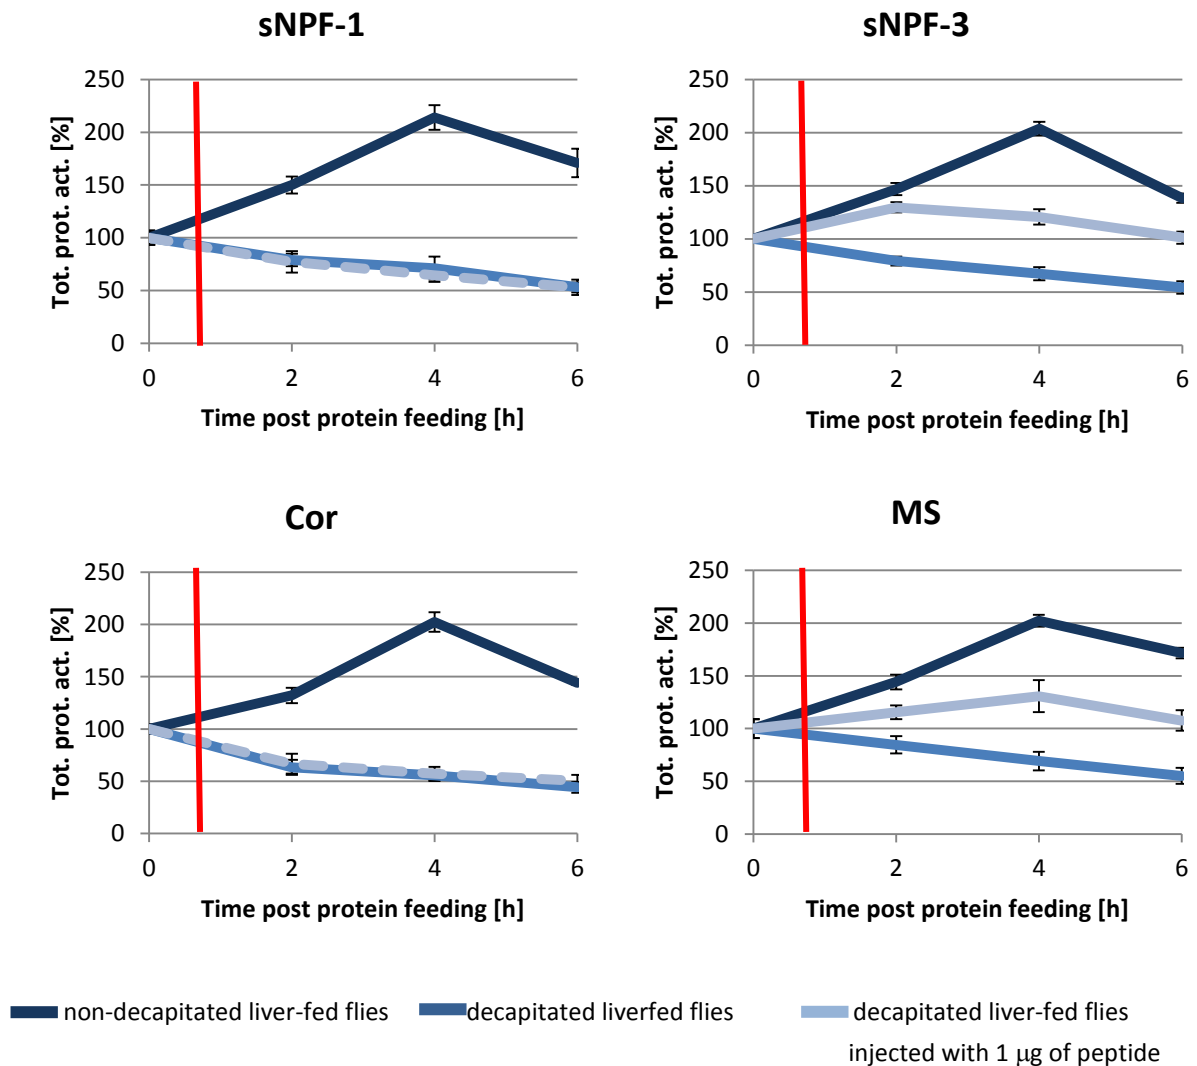 sNPF-1
250
200
150
100
50
0
Tot. prot. act. [%]
0 2 4 6
Time post protein feeding [h]
sNPF-3
250
200
150
100
50
0
Tot. prot. act. [%]
0 2 4 6
Time post protein feeding [h]
Cor
250
200
150
100
50
0
Tot. prot. act. [%]
0 2 4 6
Time post protein feeding [h]
MS
250
200
150
100
50
0
Tot. prot. act. [%]
0 2 4 6
Time post protein feeding [h]
non-decapitated liver-fed flies
decapitated liverfed flies
decapitated liver-fed flies
injected with 1 μg of peptide